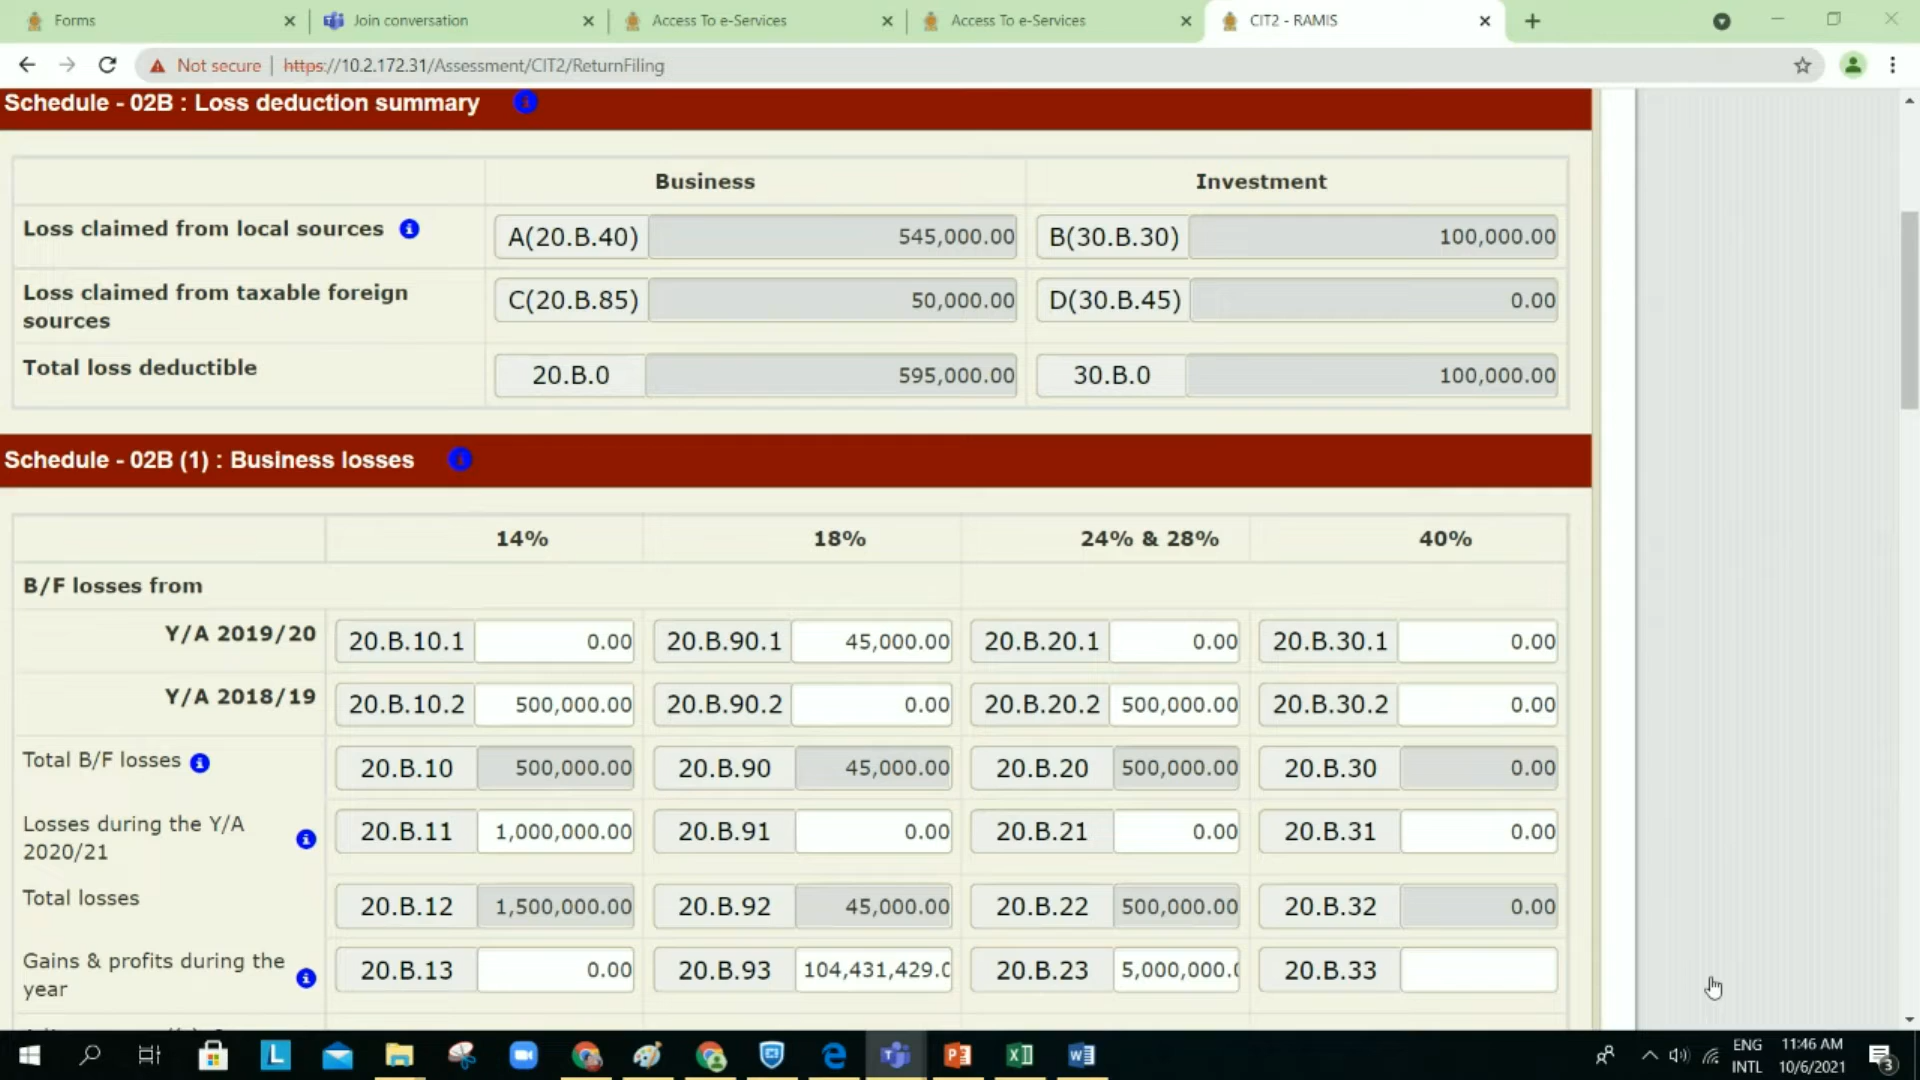 Forms
Join conversation
Access To e-Services
Access To e-Services
CIT2 - RAMIS
Not secure | https://10.2.172.31/Assessment/CIT2/ReturnFiling
Schedule - 02B : Loss deduction summary
Business Investment
Loss claimed from local sources A(20.B.40) 545,000.00 B(30.B.30) 100,000.00
Loss claimed from taxable foreign
sources C(20.B.85) 50,000.00 D(30.B.45) 0.00
Total loss deductible 20.B.0 595,000.00 30.B.0 100,000.00
Schedule - 02B (1) : Business losses
14% 18% 24% & 28% 40%
B/F losses from
Y/A 2019/20 20.B.10.1 0.00 20.B.90.1 45,000.00 20.B.20.1 0.00 20.B.30.1 0.00
Y/A 2018/19 20.B.10.2 500,000.00 20.B.90.2 0.00 20.B.20.2 500,000.00 20.B.30.2 0.00
Total B/F losses 20.B.10 500,000.00 20.B.90 45,000.00 20.B.20 500,000.00 20.B.30 0.00
Losses during the Y/A
2020/21 20.B.11 1,000,000.00 20.B.91 0.00 20.B.21 0.00 20.B.31 0.00
Total losses 20.B.12 1,500,000.00 20.B.92 45,000.00 20.B.22 500,000.00 20.B.32 0.00
Gains & profits during the
year 20.B.13 0.00 20.B.93 104,431,429.0 20.B.23 5,000,000.0 20.B.33
ENG 11:46 AM
INTL 10/6/2021 3